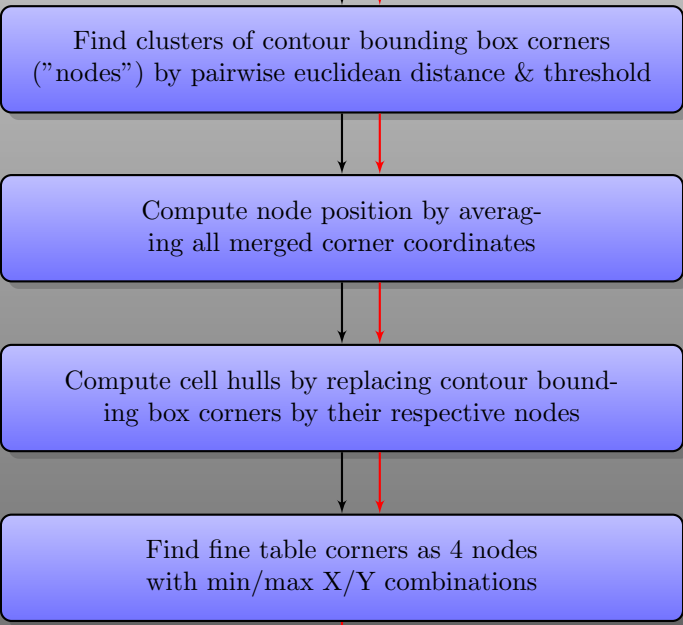 Find clusters of contour bounding box corners
(”nodes”) by pairwise euclidean distance & threshold
Compute node position by averag-
ing all merged corner coordinates
Compute cell hulls by replacing contour bound-
ing box corners by their respective nodes
Find fine table corners as 4 nodes
with min/max X/Y combinations